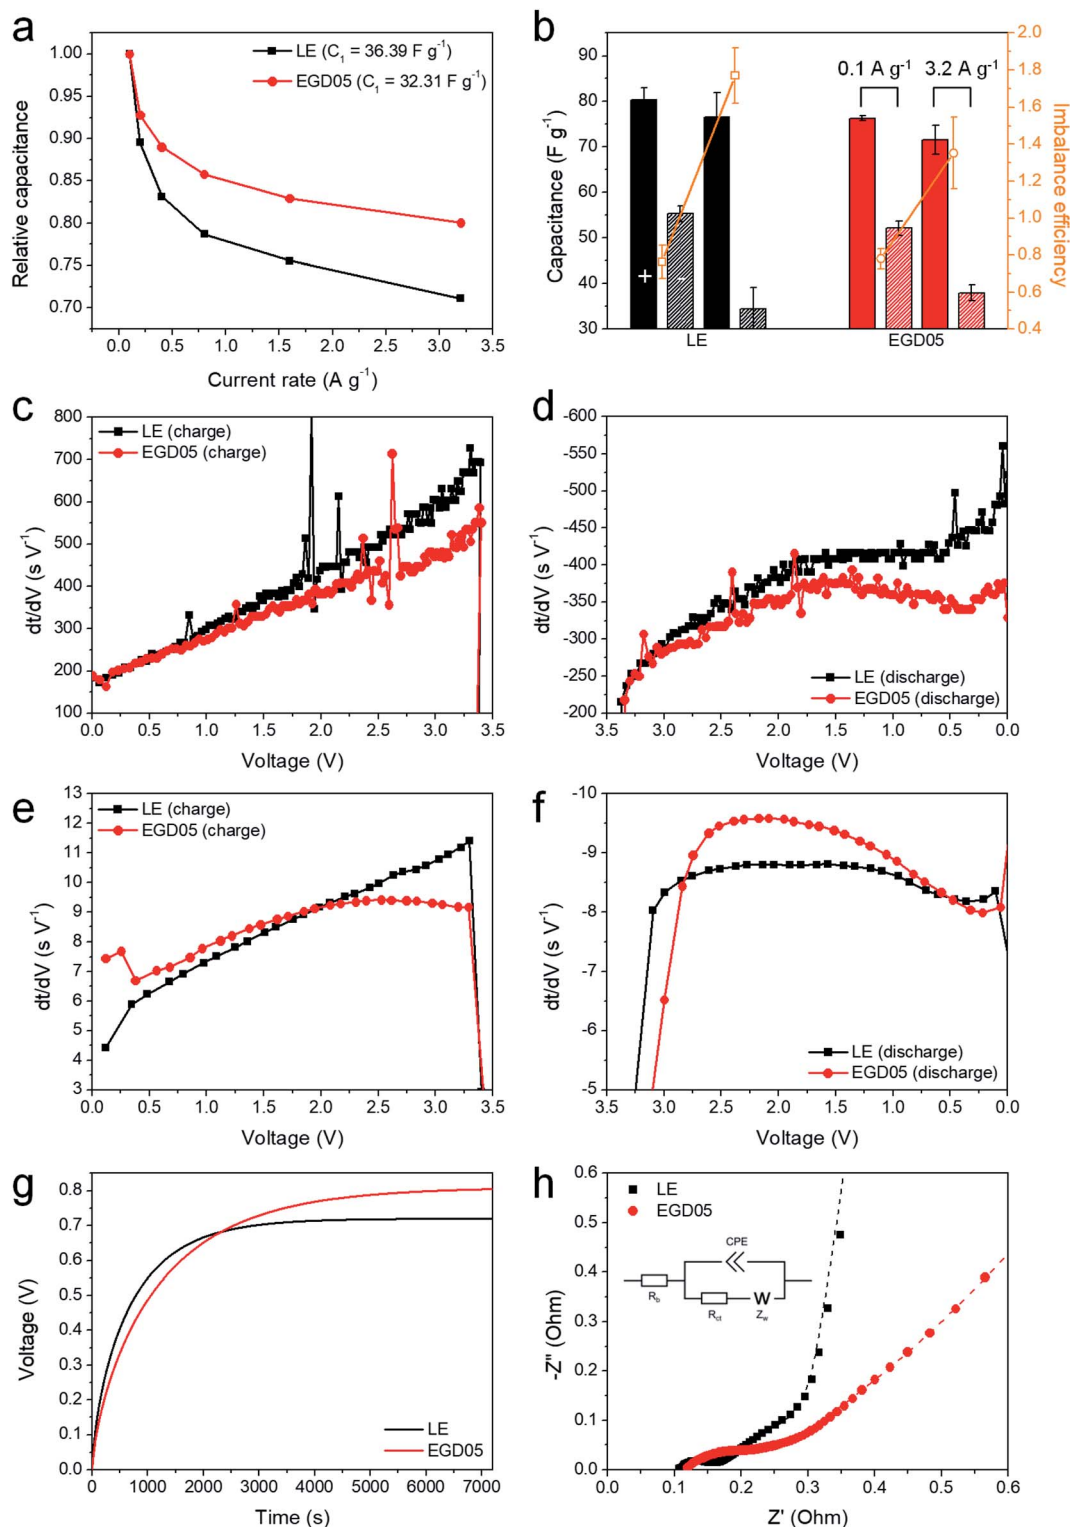 a
1.00
0.95
0.90
0.85
0.80
0.75
0.70
Relative capacitance
LE (C₁ = 36.39 F g⁻¹)
EGD05 (C₁ = 32.31 F g⁻¹)
0.0 0.5 1.0 1.5 2.0 2.5 3.0 3.5
Current rate (A g⁻¹)
b
90
80
70
60
50
40
30
Capacitance (F g⁻¹)
0.1 A g⁻¹
3.2 A g⁻¹
+ −
LE EGD05
2.0
1.8
1.6
1.4
1.2
1.0
0.8
0.6
0.4
Imbalance efficiency
c
800
700
600
500
400
300
200
100
dt/dV (s V⁻¹)
LE (charge)
EGD05 (charge)
0.0 0.5 1.0 1.5 2.0 2.5 3.0 3.5
Voltage (V)
d
-600
-500
-450
-400
-350
-300
-250
-200
dt/dV (s V⁻¹)
LE (discharge)
EGD05 (discharge)
3.5 3.0 2.5 2.0 1.5 1.0 0.5 0.0
Voltage (V)
e
13
12
11
10
9
8
7
6
5
4
3
dt/dV (s V⁻¹)
LE (charge)
EGD05 (charge)
0.0 0.5 1.0 1.5 2.0 2.5 3.0 3.5
Voltage (V)
f
-10
-9
-8
-7
-6
-5
dt/dV (s V⁻¹)
LE (discharge)
EGD05 (discharge)
3.5 3.0 2.5 2.0 1.5 1.0 0.5 0.0
Voltage (V)
g
0.8
0.7
0.6
0.5
0.4
0.3
0.2
0.1
0.0
Voltage (V)
LE
EGD05
0 1000 2000 3000 4000 5000 6000 7000
Time (s)
h
0.6
0.5
0.4
0.3
0.2
0.1
0.0
-Z" (Ohm)
LE
EGD05
CPE
R_b
R_ct
W
Z_w
0.0 0.1 0.2 0.3 0.4 0.5 0.6
Z' (Ohm)